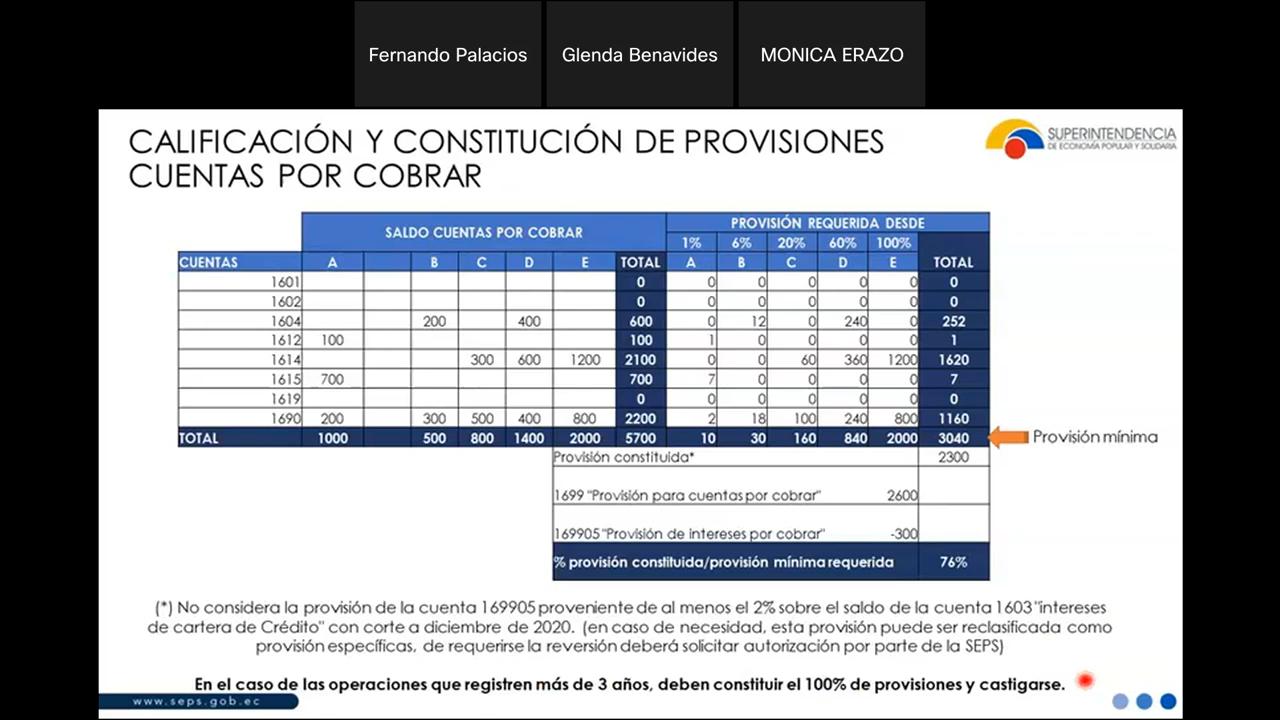 Fernando Palacios Glenda Benavides MONICA ERAZO
CALIFICACIÓN Y CONSTITUCIÓN DE PROVISIONES
CUENTAS POR COBRAR
SUPERINTENDENCIA
DE ECONOMÍA POPULAR Y SOLIDARIA
SALDO CUENTAS POR COBRAR PROVISIÓN REQUERIDA DESDE
1% 6% 20% 60% 100%
CUENTAS A B C D E TOTAL A B C D E TOTAL
1601 0 0 0 0 0 0 0
1602 0 0 0 0 0 0 0
1604 200 400 600 0 12 0 240 0 252
1612 100 100 1 0 0 0 0 1
1614 300 600 1200 2100 0 0 60 360 1200 1620
1615 700 700 7 0 0 0 0 7
1619 0 0 0 0 0 0 0
1690 200 300 500 400 800 2200 2 18 100 240 800 1160
TOTAL 1000 500 800 1400 2000 5700 10 30 160 840 2000 3040 Provisión mínima
Provisión constituida* 2300
1699 "Provisión para cuentas por cobrar" 2600
169905 "Provisión de intereses por cobrar" -300
% provisión constituida/provisión mínima requerida 76%
(*) No considera la provisión de la cuenta 169905 proveniente de al menos el 2% sobre el saldo de la cuenta 1603 "intereses
de cartera de Crédito" con corte a diciembre de 2020. (en caso de necesidad, esta provisión puede ser reclasificada como
provisión específicas, de requerirse la reversión deberá solicitar autorización por parte de la SEPS)
En el caso de las operaciones que registren más de 3 años, deben constituir el 100% de provisiones y castigarse.
www.seps.gob.ec